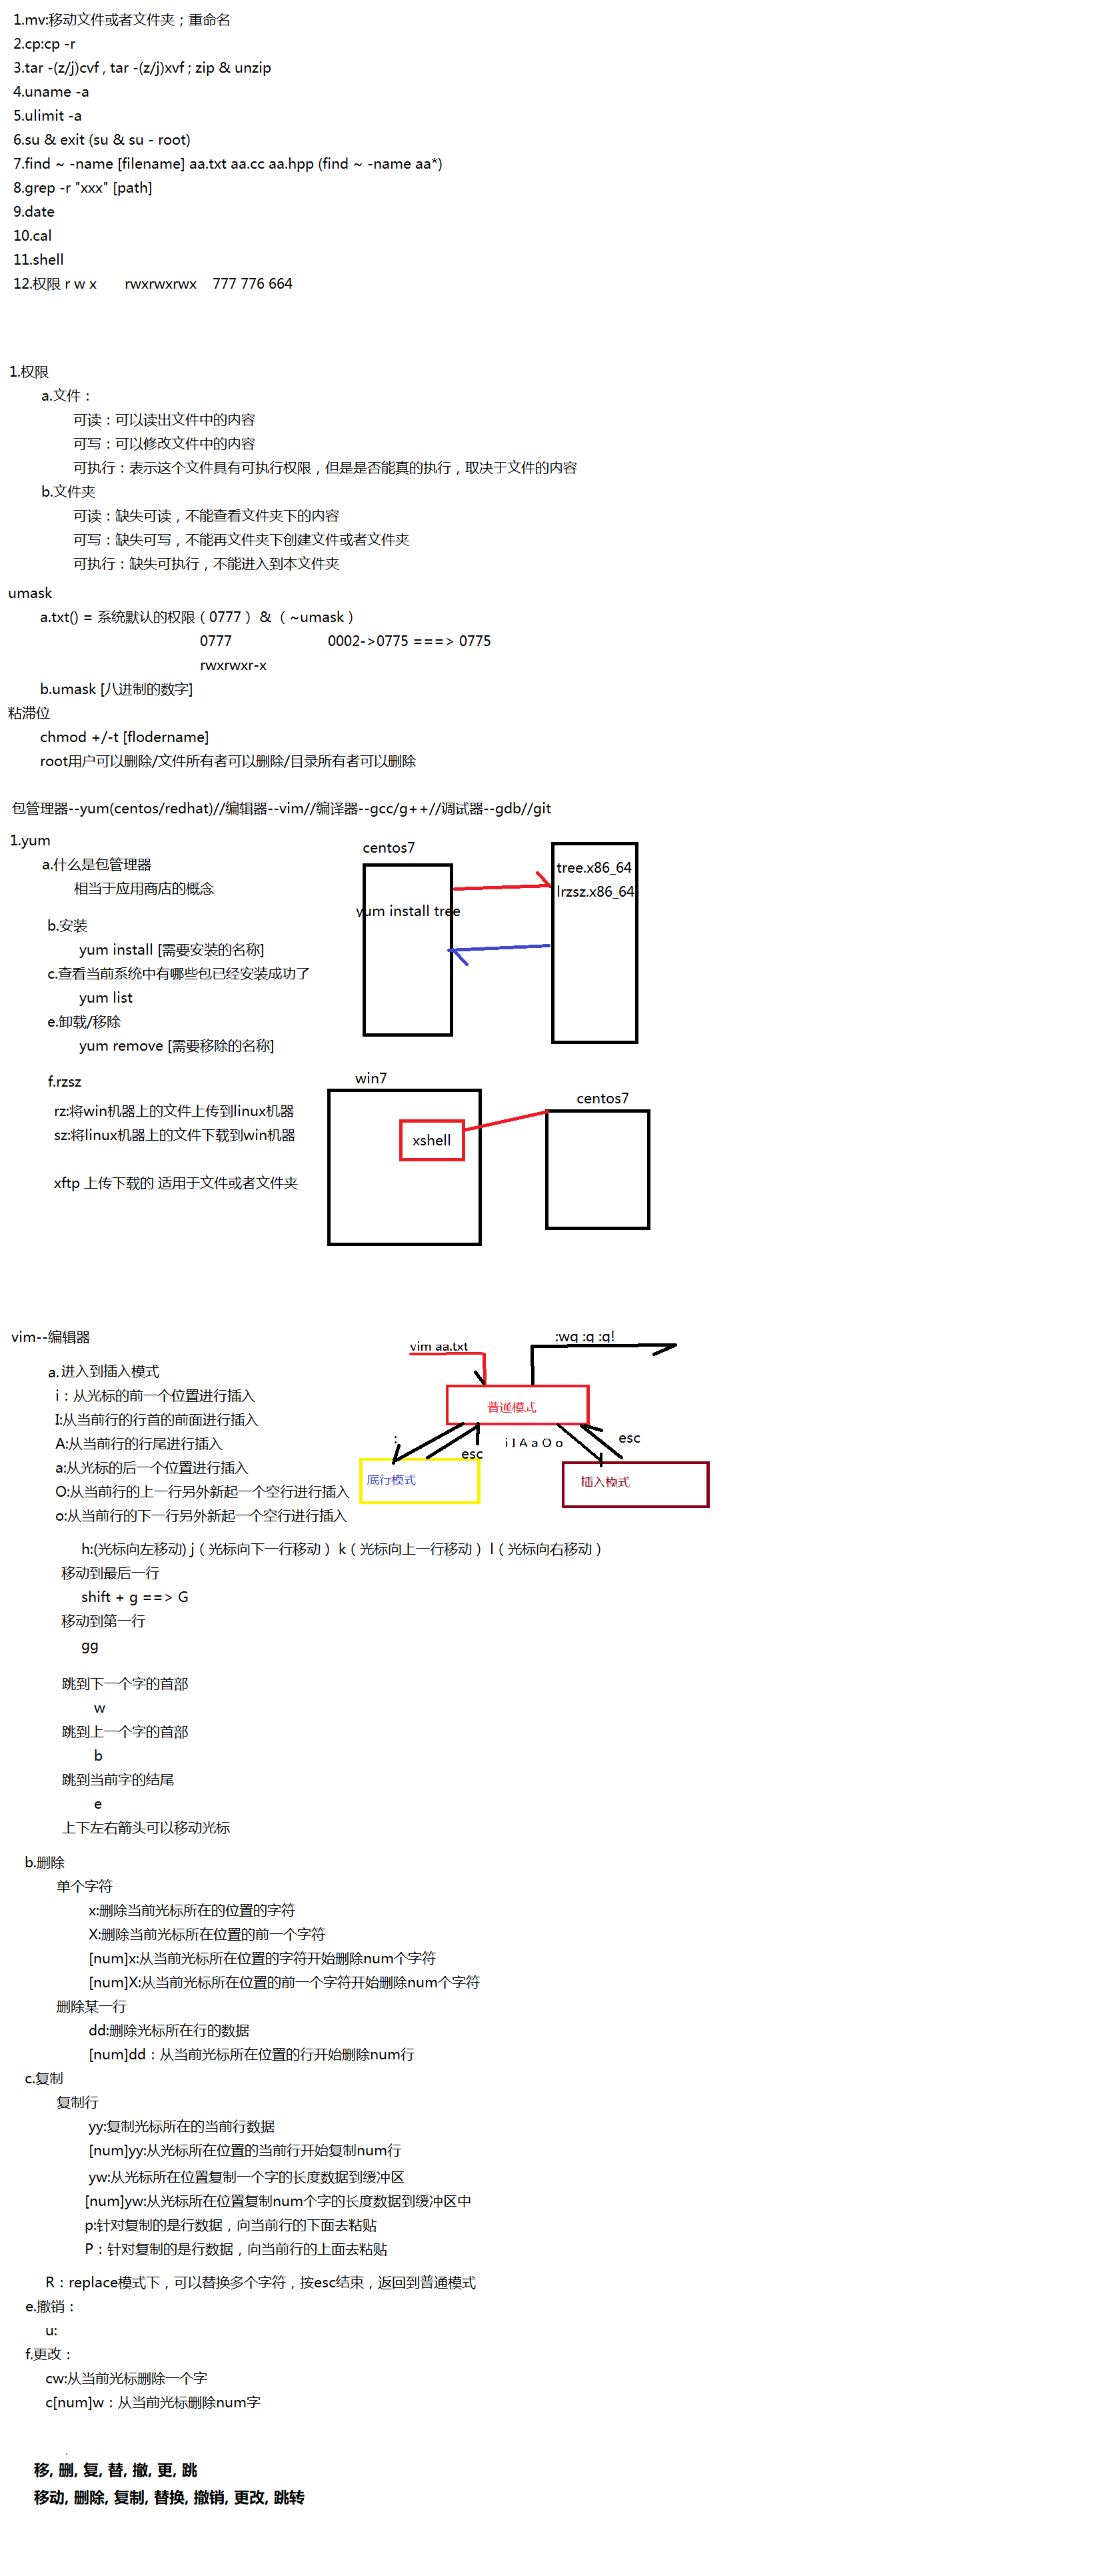 1.mv:移动文件或者文件夹；重命名
2.cp:cp -r
3.tar -(z/j)cvf , tar -(z/j)xvf ; zip & unzip
4.uname -a
5.ulimit -a
6.su & exit (su & su - root)
7.find ~ -name [filename] aa.txt aa.cc aa.hpp (find ~ -name aa*)
8.grep -r "xxx" [path]
9.date
10.cal
11.shell
12.权限 r w x rwxrwxrwx 777 776 664
1.权限
a.文件：
可读：可以读出文件中的内容
可写：可以修改文件中的内容
可执行：表示这个文件具有可执行权限，但是是否能真的执行，取决于文件的内容
b.文件夹
可读：缺失可读，不能查看文件夹下的内容
可写：缺失可写，不能再文件夹下创建文件或者文件夹
可执行：缺失可执行，不能进入到本文件夹
umask
a.txt() = 系统默认的权限（0777） & （~umask）
0777 0002->0775 ===> 0775
rwxrwxr-x
b.umask [八进制的数字]
粘滞位
chmod +/-t [flodername]
root用户可以删除/文件所有者可以删除/目录所有者可以删除
包管理器--yum(centos/redhat)//编辑器--vim//编译器--gcc/g++//调试器--gdb//git
1.yum
a.什么是包管理器
相当于应用商店的概念
b.安装
yum install [需要安装的名称]
c.查看当前系统中有哪些包已经安装成功了
yum list
e.卸载/移除
yum remove [需要移除的名称]
centos7
yum install tree
tree.x86_64
lrzsz.x86_64
f.rzsz
rz:将win机器上的文件上传到linux机器
sz:将linux机器上的文件下载到win机器
xftp 上传下载的 适用于文件或者文件夹
win7
xshell
centos7
vim--编辑器
vim aa.txt
:wq :q :q!
普通模式
:
esc
i I A a O o
esc
底行模式
插入模式
a.进入到插入模式
i：从光标的前一个位置进行插入
I:从当前行的行首的前面进行插入
A:从当前行的行尾进行插入
a:从光标的后一个位置进行插入
O:从当前行的上一行另外新起一个空行进行插入
o:从当前行的下一行另外新起一个空行进行插入
h:(光标向左移动) j（光标向下一行移动） k（光标向上一行移动） l（光标向右移动）
移动到最后一行
shift + g ==> G
移动到第一行
gg
跳到下一个字的首部
w
跳到上一个字的首部
b
跳到当前字的结尾
e
上下左右箭头可以移动光标
b.删除
单个字符
x:删除当前光标所在的位置的字符
X:删除当前光标所在位置的前一个字符
[num]x:从当前光标所在位置的字符开始删除num个字符
[num]X:从当前光标所在位置的前一个字符开始删除num个字符
删除某一行
dd:删除光标所在行的数据
[num]dd：从当前光标所在位置的行开始删除num行
c.复制
复制行
yy:复制光标所在的当前行数据
[num]yy:从光标所在位置的当前行开始复制num行
yw:从光标所在位置复制一个字的长度数据到缓冲区
[num]yw:从光标所在位置复制num个字的长度数据到缓冲区中
p:针对复制的是行数据，向当前行的下面去粘贴
P：针对复制的是行数据，向当前行的上面去粘贴
R：replace模式下，可以替换多个字符，按esc结束，返回到普通模式
e.撤销：
u:
f.更改：
cw:从当前光标删除一个字
c[num]w：从当前光标删除num字
移, 删, 复, 替, 撤, 更, 跳
移动, 删除, 复制, 替换, 撤销, 更改, 跳转